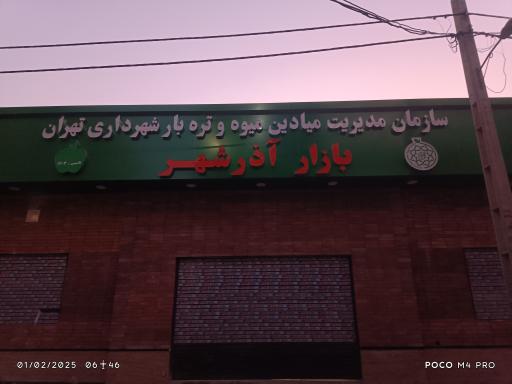 سازمان مدیریت میادین میوه و تره بار شهرداری تهران
بازار آذرشهر
01/02/2025 06:46
POCO M4 PRO